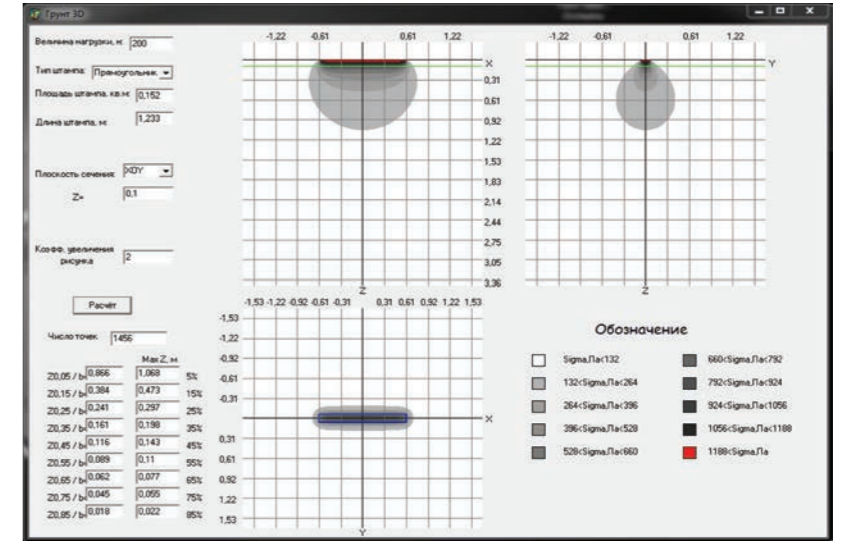 Грунт 3D
Величина нагрузки, н: 200
Тип штампа: Прямоугольник
Площадь штампа, кв.м: 0,152
Длина штампа, м: 1,233
Плоскость сечения: XOY
Z= 0,1
Коэфф. увеличения рисунка 2
Расчёт
Число точек: 1456
Max Z, м
Z0,05 / b= 0,866 1,068 5%
Z0,15 / b= 0,384 0,473 15%
Z0,25 / b= 0,241 0,297 25%
Z0,35 / b= 0,161 0,198 35%
Z0,45 / b= 0,116 0,143 45%
Z0,55 / b= 0,089 0,11 55%
Z0,65 / b= 0,062 0,077 65%
Z0,75 / b= 0,045 0,055 75%
Z0,85 / b= 0,018 0,022 85%
-1,22 -0,61 0,61 1,22
X
0,31
0,61
0,92
1,22
1,53
1,83
2,14
2,44
2,75
3,05
3,36
Z
-1,22 -0,61 0,61 1,22
Y
Z
-1,53 -1,22 -0,92 -0,61 -0,31 0,31 0,61 0,92 1,22 1,53
-1,53
-1,22
-0,92
-0,61
-0,31
X
0,31
0,61
0,92
1,22
1,53
Y
Обозначение
Sigma,Па<132
132<Sigma,Па<264
264<Sigma,Па<396
396<Sigma,Па<528
528<Sigma,Па<660
660<Sigma,Па<792
792<Sigma,Па<924
924<Sigma,Па<1056
1056<Sigma,Па<1188
1188<Sigma,Па